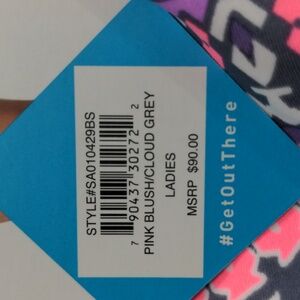 STYLE#SA010429BS
7 90437 30272 2
PINK BLUSH/CLOUD GREY
LADIES
MSRP $90.00
#GetOutThere